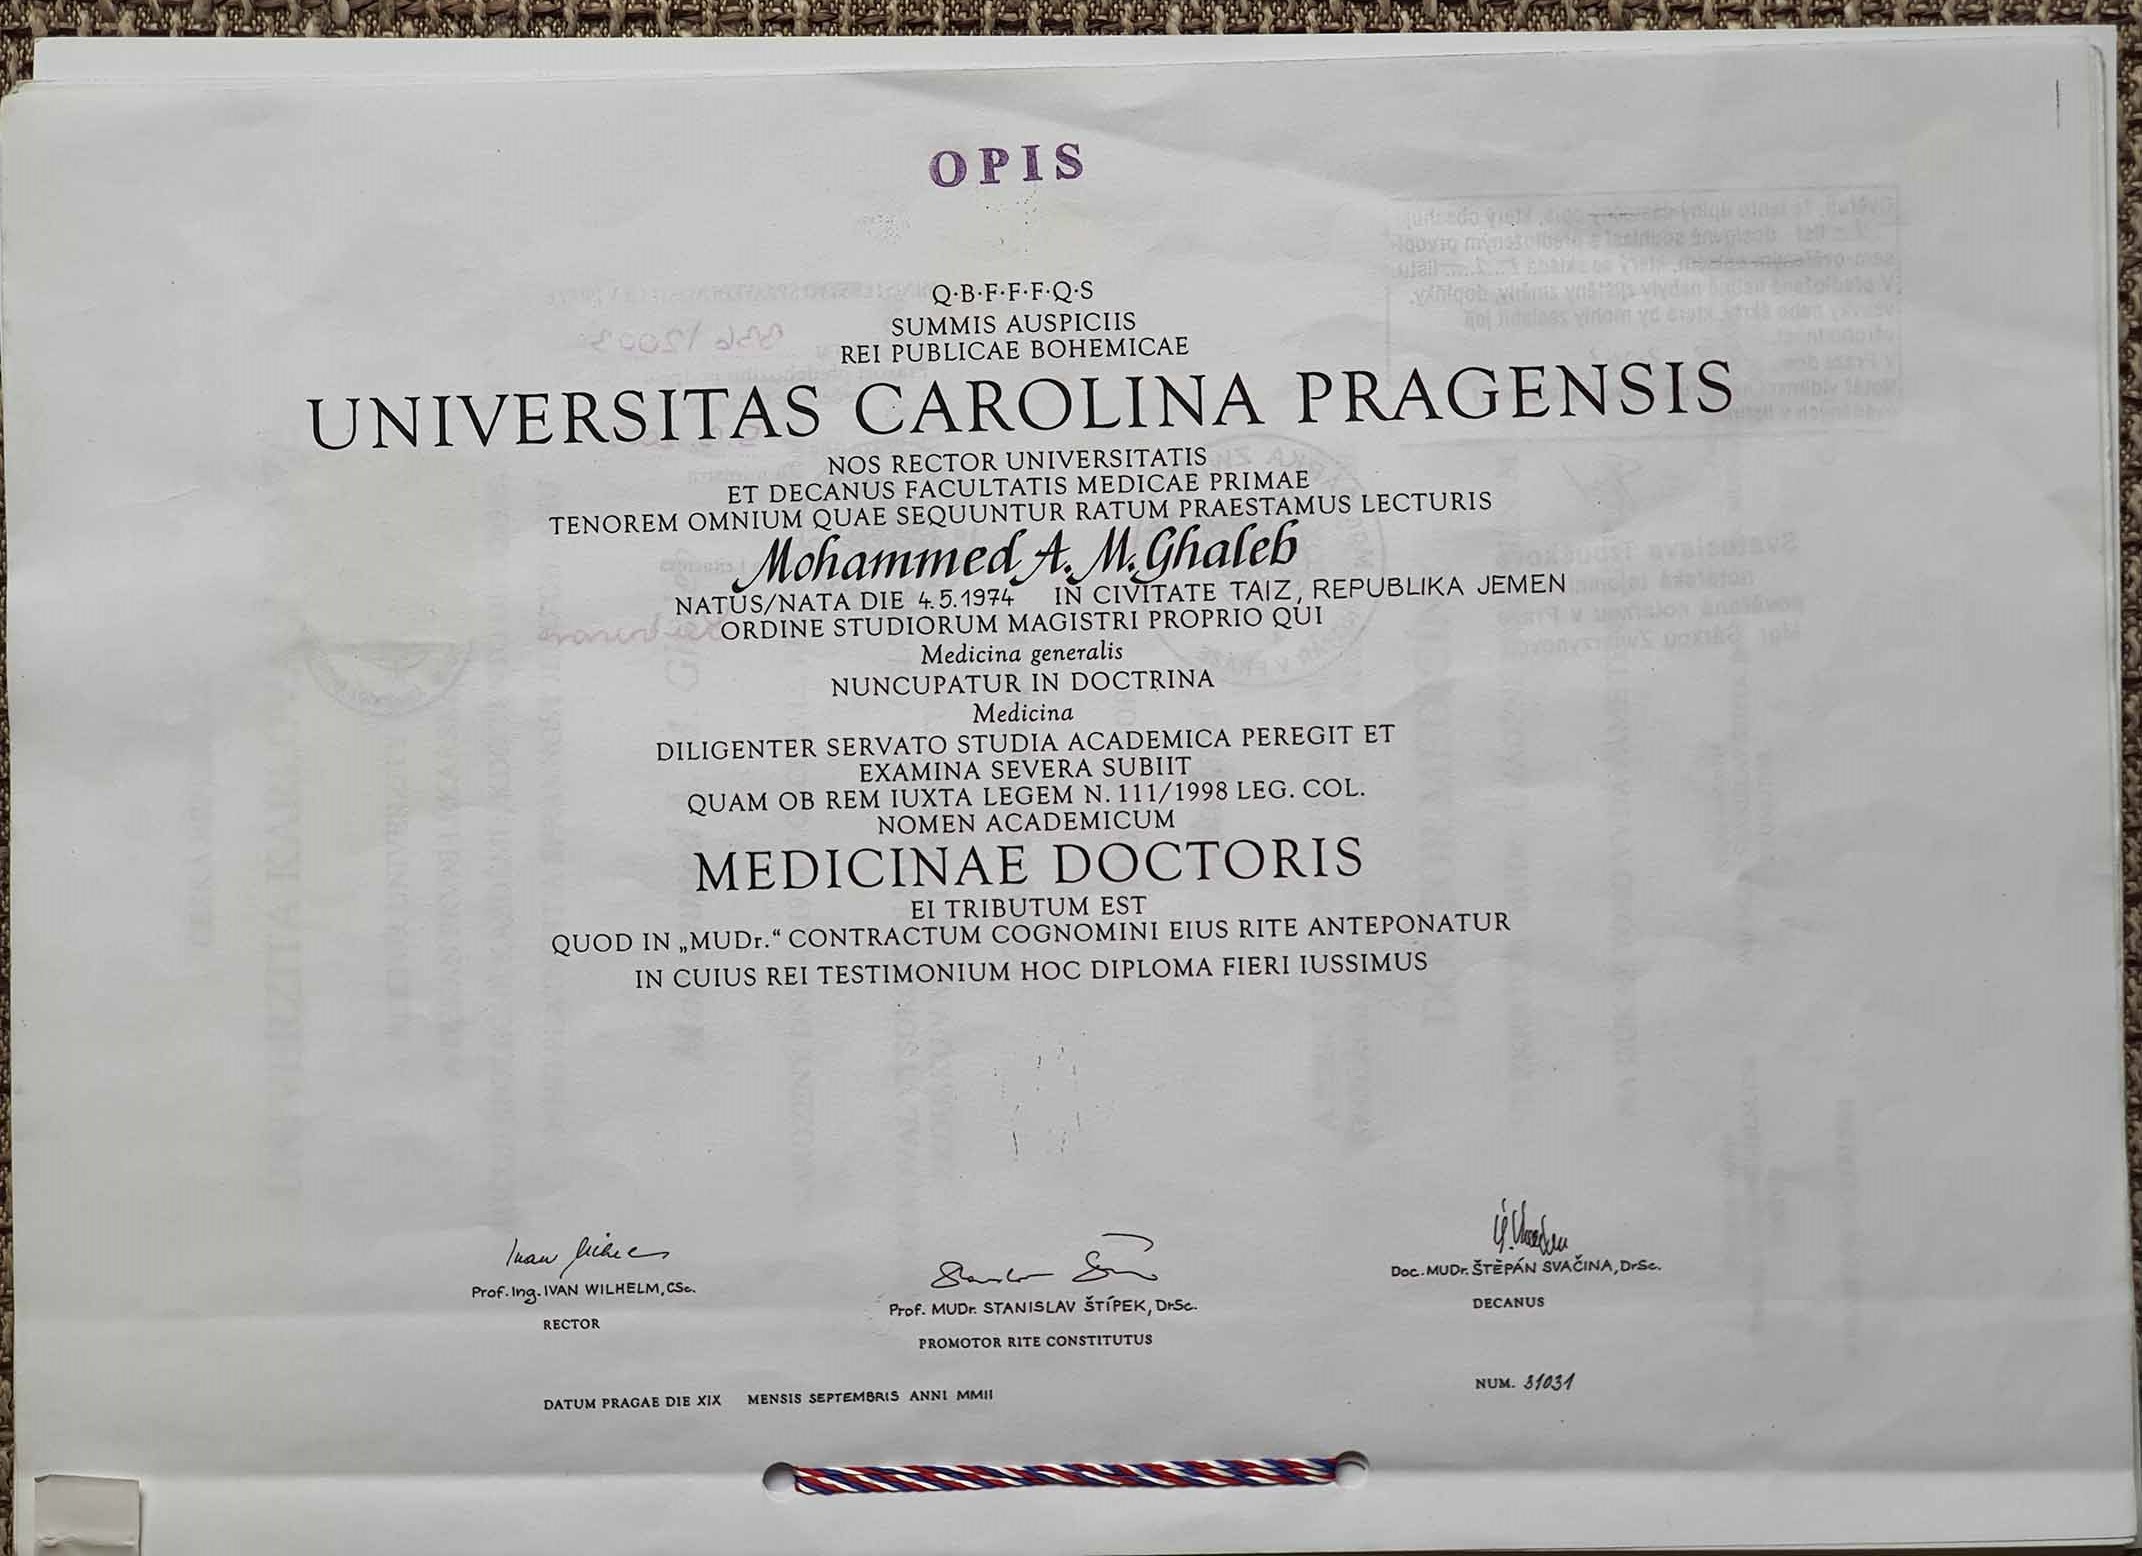 OPIS
Q·B·F·F·F·Q·S
SUMMIS AUSPICIIS
REI PUBLICAE BOHEMICAE
UNIVERSITAS CAROLINA PRAGENSIS
NOS RECTOR UNIVERSITATIS
ET DECANUS FACULTATIS MEDICAE PRIMAE
TENOREM OMNIUM QUAE SEQUUNTUR RATUM PRAESTAMUS LECTURIS
Mohammed A. M. Ghaleb
NATUS/NATA DIE 4.5.1974 IN CIVITATE TAIZ, REPUBLIKA JEMEN
ORDINE STUDIORUM MAGISTRI PROPRIO QUI
Medicina generalis
NUNCUPATUR IN DOCTRINA
Medicina
DILIGENTER SERVATO STUDIA ACADEMICA PEREGIT ET
EXAMINA SEVERA SUBIIT
QUAM OB REM IUXTA LEGEM N. 111/1998 LEG. COL.
NOMEN ACADEMICUM
MEDICINAE DOCTORIS
EI TRIBUTUM EST
QUOD IN „MUDr.“ CONTRACTUM COGNOMINI EIUS RITE ANTEPONATUR
IN CUIUS REI TESTIMONIUM HOC DIPLOMA FIERI IUSSIMUS
Prof. Ing. IVAN WILHELM, CSc.
RECTOR
Prof. MUDr. STANISLAV ŠTÍPEK, DrSc.
PROMOTOR RITE CONSTITUTUS
Doc. MUDr. ŠTĚPÁN SVAČINA, DrSc.
DECANUS
NUM. 31031
DATUM PRAGAE DIE XIX MENSIS SEPTEMBRIS ANNI MMII